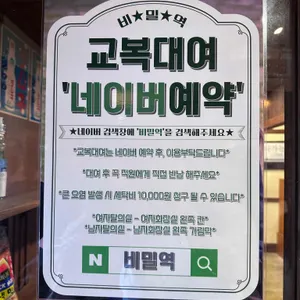 비★밀★역
교복대여
'네이버예약'
★네이버 검색창에 '비밀역'을 검색해주세요★
*교복대여는 네이버 예약 후, 이용부탁드립니다*
*대여 후 꼭 직원에게 직접 반납 해주세요*
*큰 오염 발생 시 세탁비 10,000원 청구 될 수 있습니다*
*여자탈의실 - 여자화장실 왼쪽 칸*
*남자탈의실 - 남자화장실 왼쪽 가림막*
N 비밀역